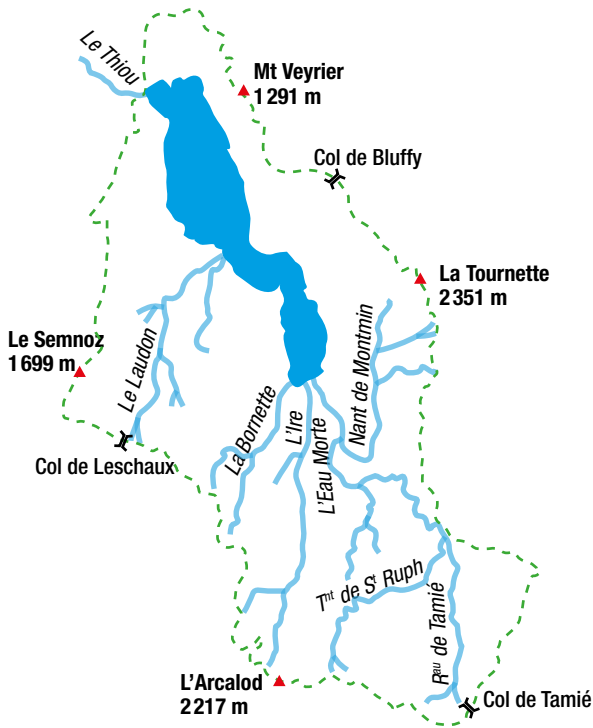 Le Thiou
Mt Veyrier
1 291 m
Col de Bluffy
La Tournette
2 351 m
Nant de Montmin
Le Semnoz
1 699 m
Le Laudon
Col de Leschaux
La Bornette
L'Ire
L'Eau Morte
Tnt de St Ruph
Rau de Tamié
L'Arcalod
2 217 m
Col de Tamié